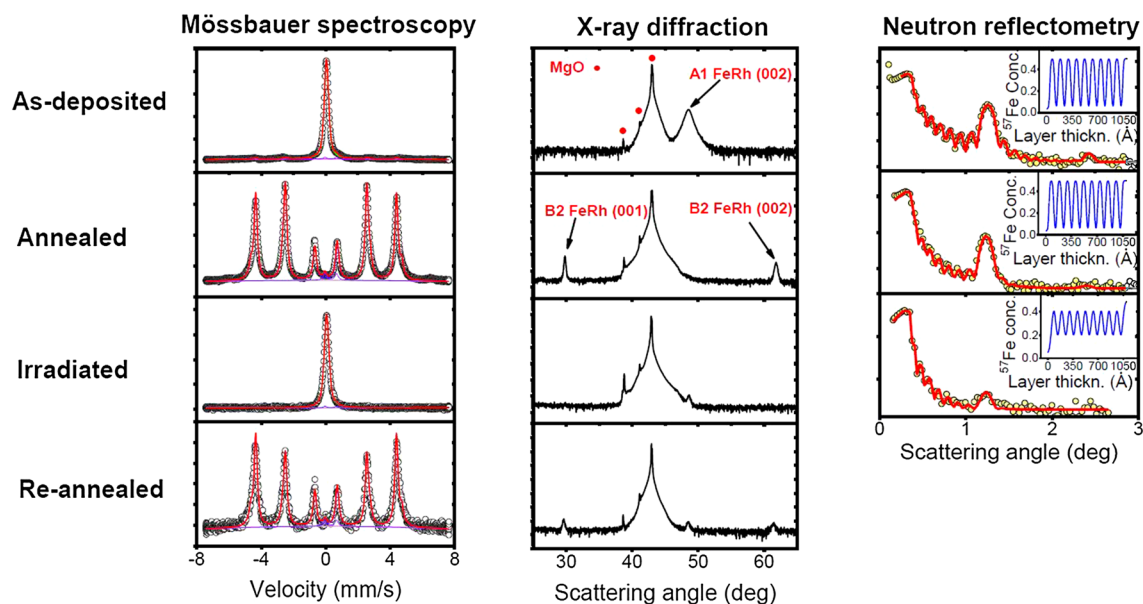 Mössbauer spectroscopy
X-ray diffraction
Neutron reflectometry
As-deposited
MgO
A1 FeRh (002)
57Fe Conc.
0.4
0.2
0.0
0 350 700 1050
Layer thickn. (Å)
Annealed
B2 FeRh (001)
B2 FeRh (002)
57Fe Conc.
0.4
0.2
0.0
0 350 700 1050
Layer thickn. (Å)
Irradiated
57Fe conc.
0.4
0.2
0.0
0 350 700 1050
Layer thickn. (Å)
0 1 2 3
Scattering angle (deg)
Re-annealed
-8 -4 0 4 8
Velocity (mm/s)
30 40 50 60
Scattering angle (deg)